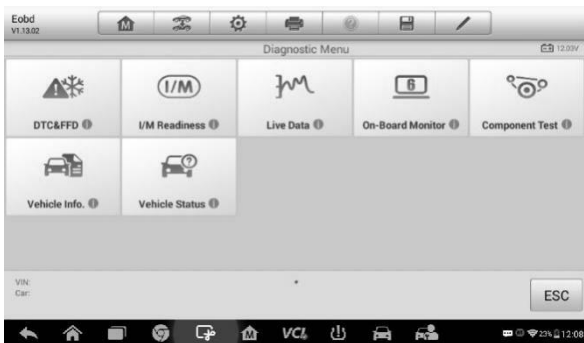 Eobd
V1.13.02
Diagnostic Menu
12.09V
DTC&FFD
I/M
I/M Readiness
Live Data
6
On-Board Monitor
Component Test
Vehicle Info.
?
Vehicle Status
VIN:
Car:
ESC
VCI
23%
12:08